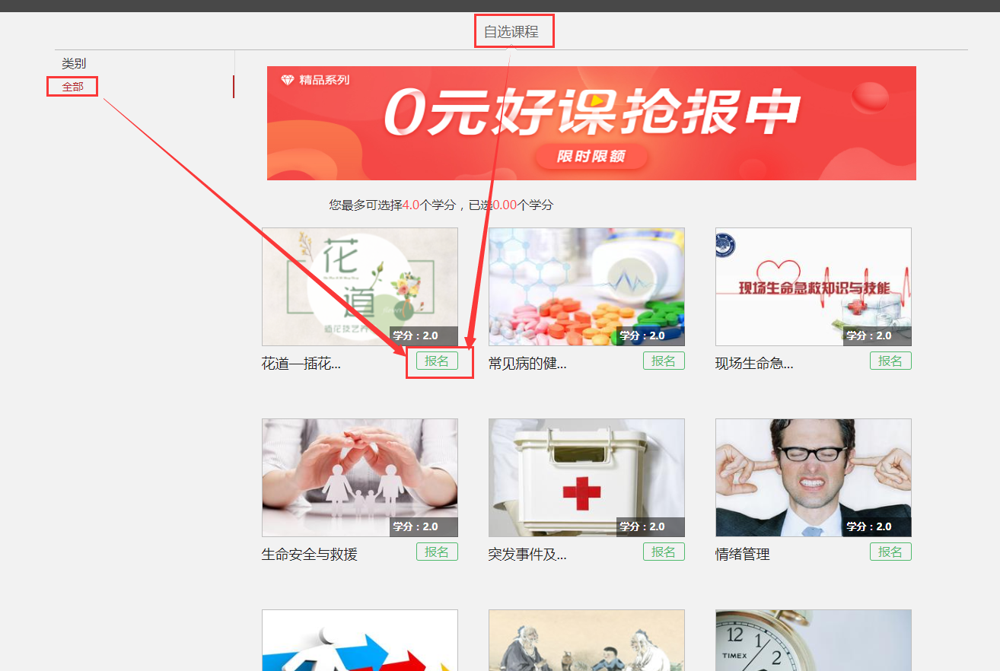 自选课程
类别
全部
精品系列
0元好课抢报中
限时限额
您最多可选择4.0个学分，已选0.00个学分
花
道
学分：2.0
学分：2.0
现场生命急救知识与技能
学分：2.0
花道—插花...
报名
常见病的健...
报名
现场生命急...
报名
学分：2.0
学分：2.0
学分：2.0
生命安全与救援
报名
突发事件及...
报名
情绪管理
报名
12
1
2
TIMEX